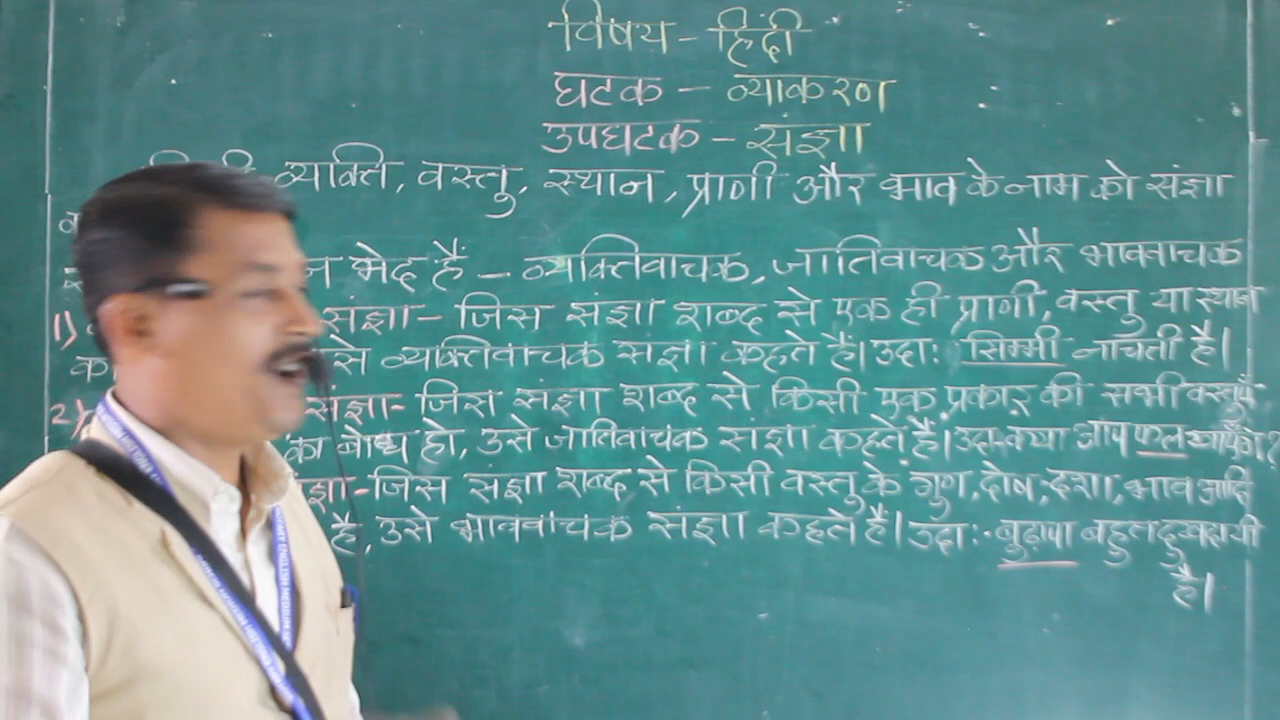 विषय - हिंदी
घटक - व्याकरण
उपघटक - संज्ञा
व्यक्ति, वस्तु, स्थान, प्राणी और भाव के नाम को संज्ञा
भेद हैं - व्यक्तिवाचक, जातिवाचक और भाववाचक
1) संज्ञा - जिस संज्ञा शब्द से एक ही प्राणी, वस्तु या स्थान
से व्यक्तिवाचक संज्ञा कहते हैं। उदा: सिम्मी नाचती है।
2) संज्ञा - जिस संज्ञा शब्द से किसी एक प्रकार की सभी वस्तुएँ
का बोध हो, उसे जातिवाचक संज्ञा कहते हैं। उदा. क्या आप फल खाएँगे?
ज्ञा - जिस संज्ञा शब्द से किसी वस्तु के गुण, दोष, दशा, भाव आदि
है, उसे भाववाचक संज्ञा कहते हैं। उदा: बुढ़ापा बहुत दुखदायी
है।